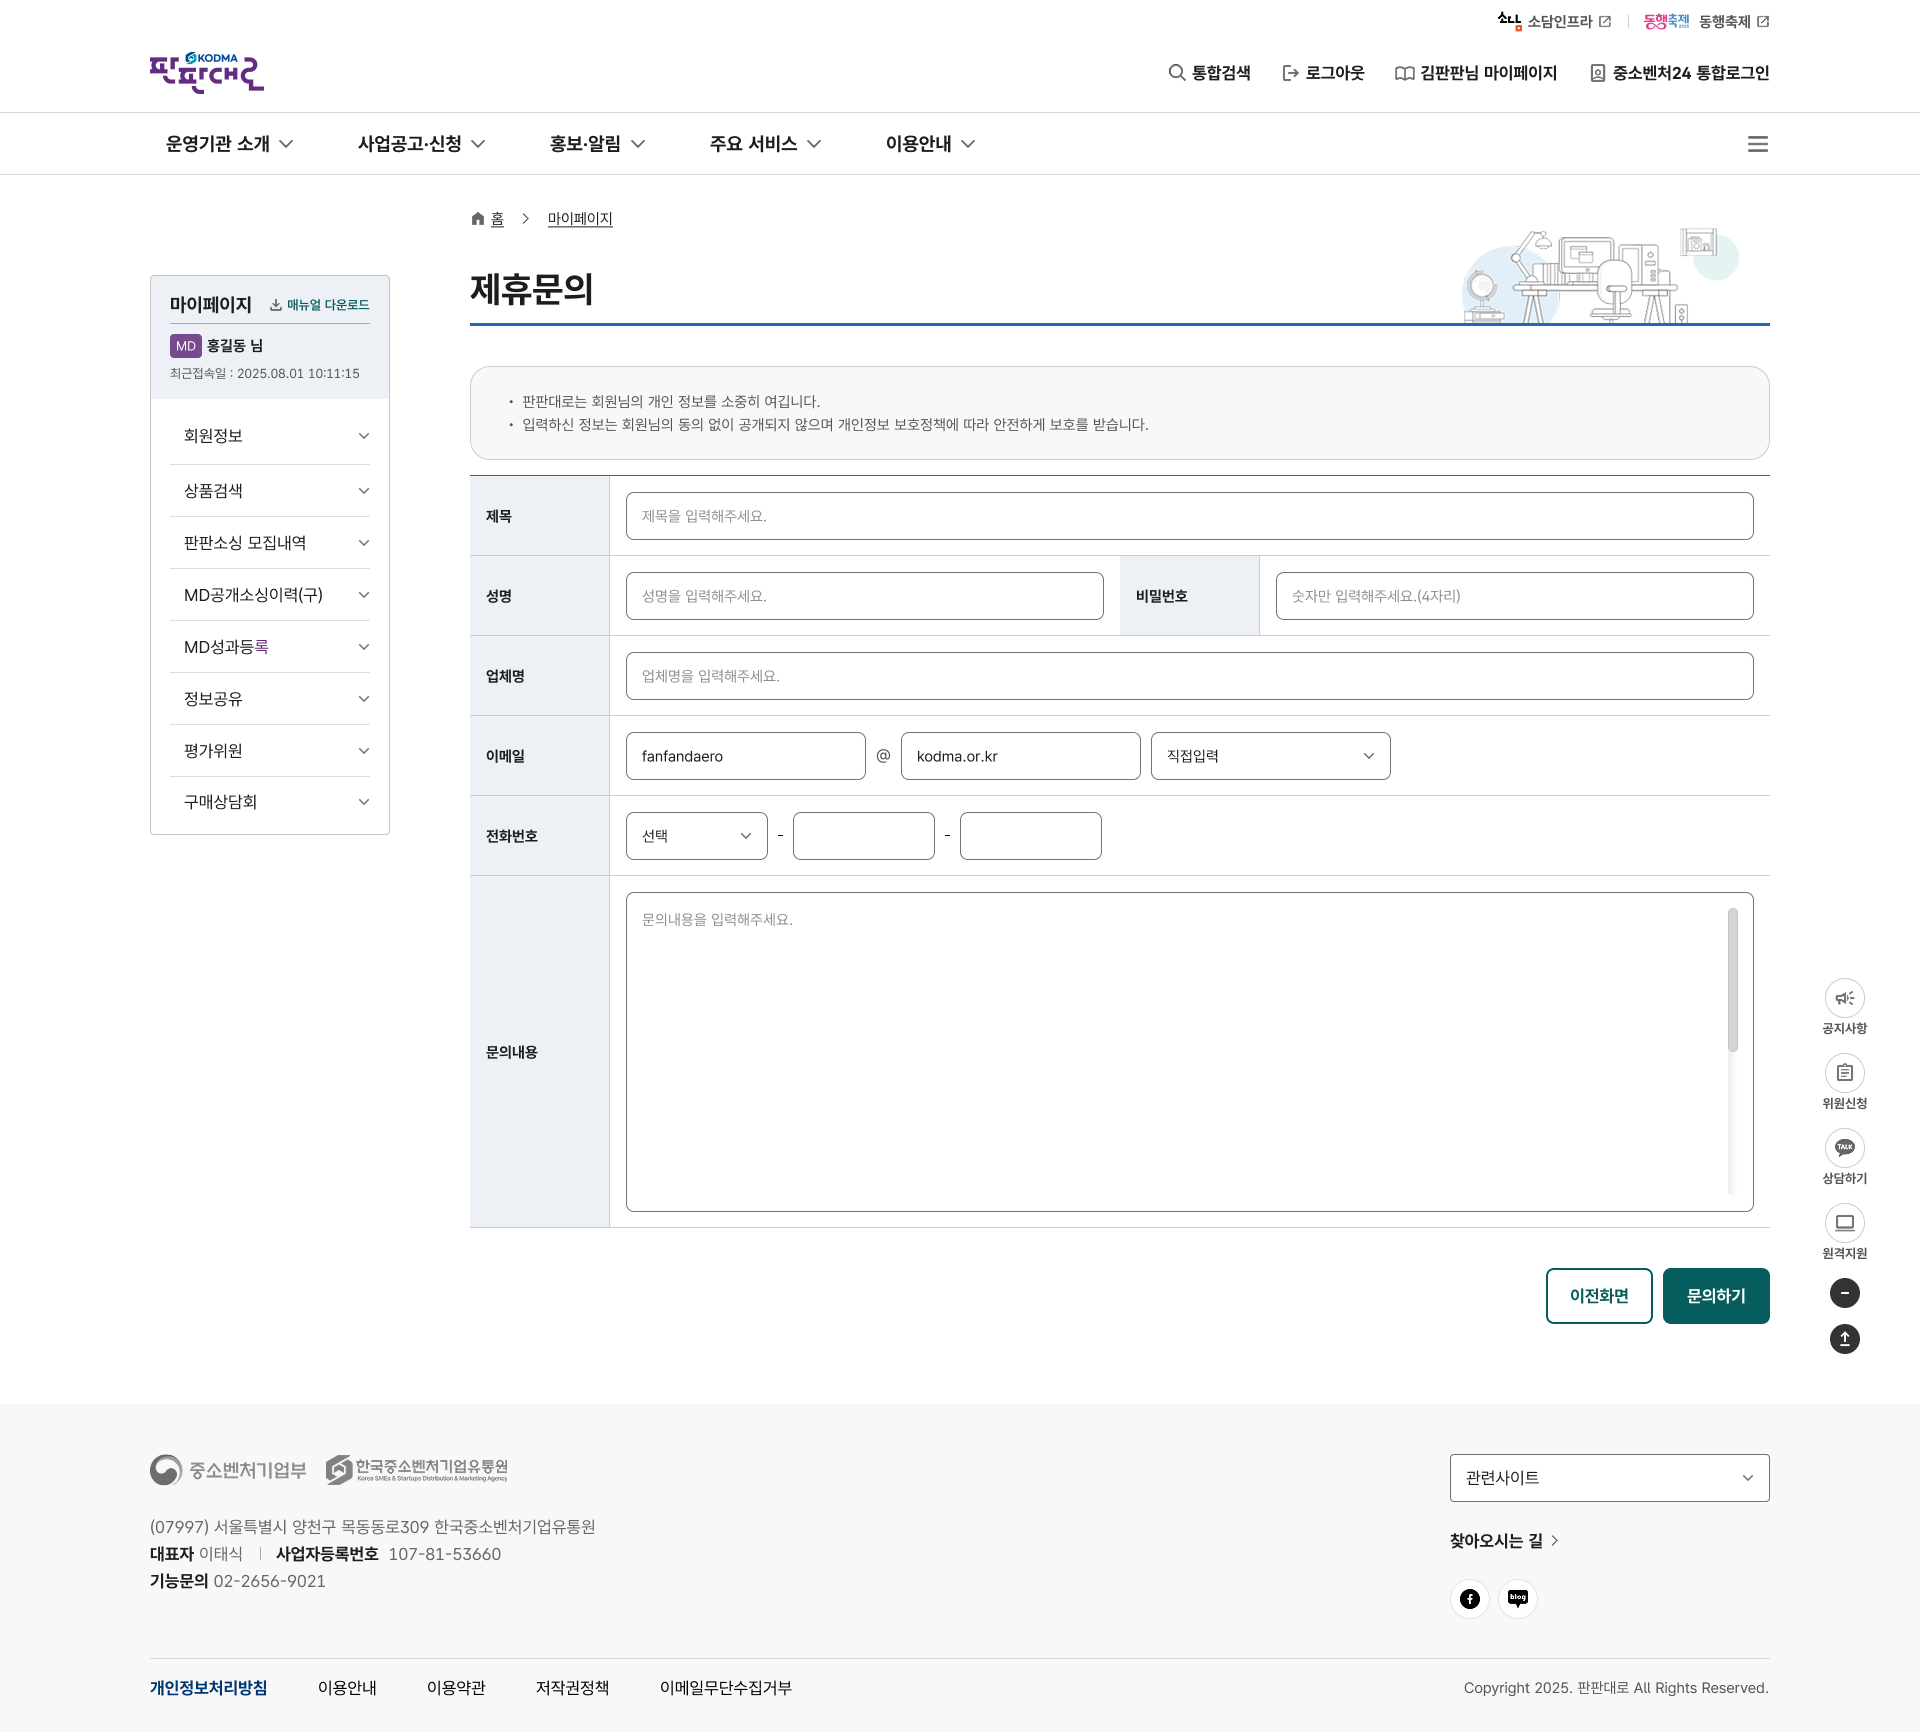 소담 소담인프라
동행축제 2025 동행축제
KODMA
판판대로
통합검색
로그아웃
김판판님 마이페이지
중소벤처24 통합로그인
운영기관 소개
사업공고·신청
홍보·알림
주요 서비스
이용안내
홈
마이페이지
제휴문의
마이페이지
매뉴얼 다운로드
MD 홍길동 님
최근접속일 : 2025.08.01 10:11:15
회원정보
상품검색
판판소싱 모집내역
MD공개소싱이력(구)
MD성과등록
정보공유
평가위원
구매상담회
• 판판대로는 회원님의 개인 정보를 소중히 여깁니다.
• 입력하신 정보는 회원님의 동의 없이 공개되지 않으며 개인정보 보호정책에 따라 안전하게 보호를 받습니다.
제목
제목을 입력해주세요.
성명
성명을 입력해주세요.
비밀번호
숫자만 입력해주세요.(4자리)
업체명
업체명을 입력해주세요.
이메일
fanfandaero @ kodma.or.kr 직접입력
전화번호
선택 - -
문의내용
문의내용을 입력해주세요.
공지사항
위원신청
TALK
상담하기
원격지원
이전화면
문의하기
중소벤처기업부
한국중소벤처기업유통원
Korea SMEs & Startups Distribution & Marketing Agency
관련사이트
(07997) 서울특별시 양천구 목동동로309 한국중소벤처기업유통원
대표자 이태식 | 사업자등록번호 107-81-53660
기능문의 02-2656-9021
찾아오시는 길
blog
개인정보처리방침
이용안내
이용약관
저작권정책
이메일무단수집거부
Copyright 2025. 판판대로 All Rights Reserved.